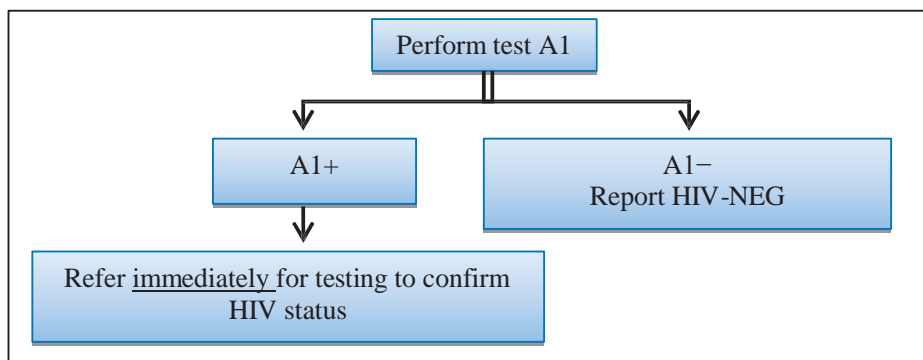 Perform test A1
A1+
A1−
Report HIV-NEG
Refer immediately for testing to confirm
HIV status